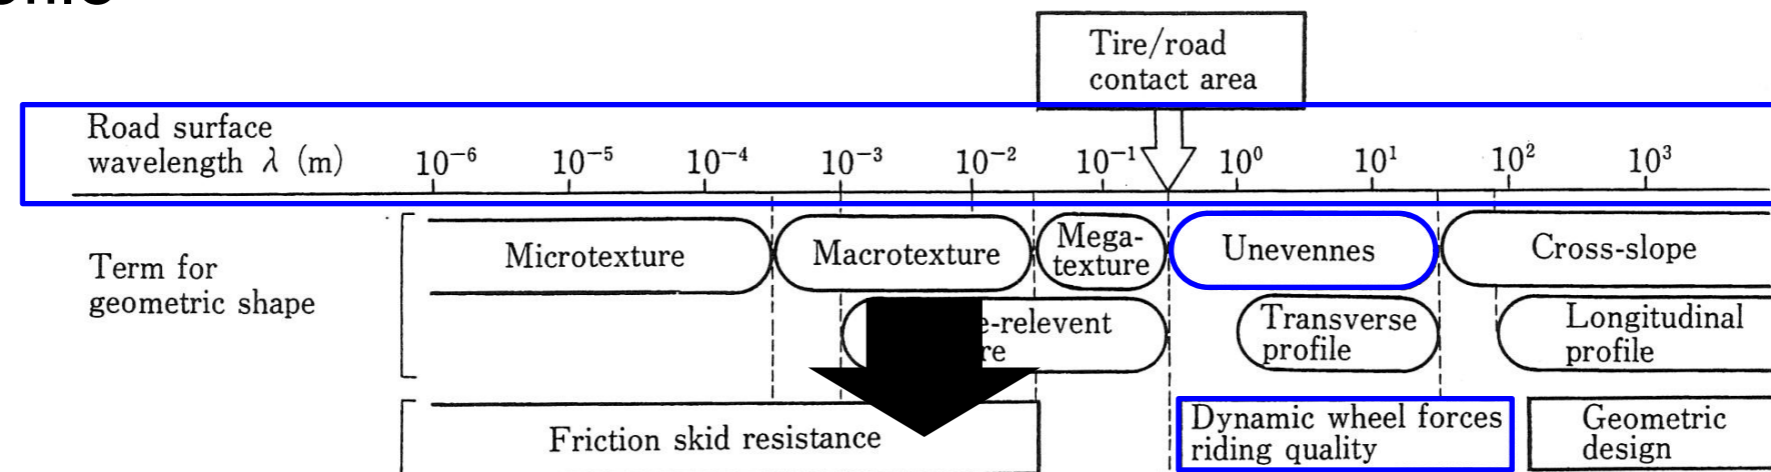 Tire/road
contact area
Road surface
wavelength λ (m)
10⁻⁶ 10⁻⁵ 10⁻⁴ 10⁻³ 10⁻² 10⁻¹ 10⁰ 10¹ 10² 10³
Term for
geometric shape
Microtexture
Macrotexture
Mega-
texture
Unevennes
Cross-slope
e-relevent
re
Transverse
profile
Longitudinal
profile
Friction skid resistance
Dynamic wheel forces
riding quality
Geometric
design